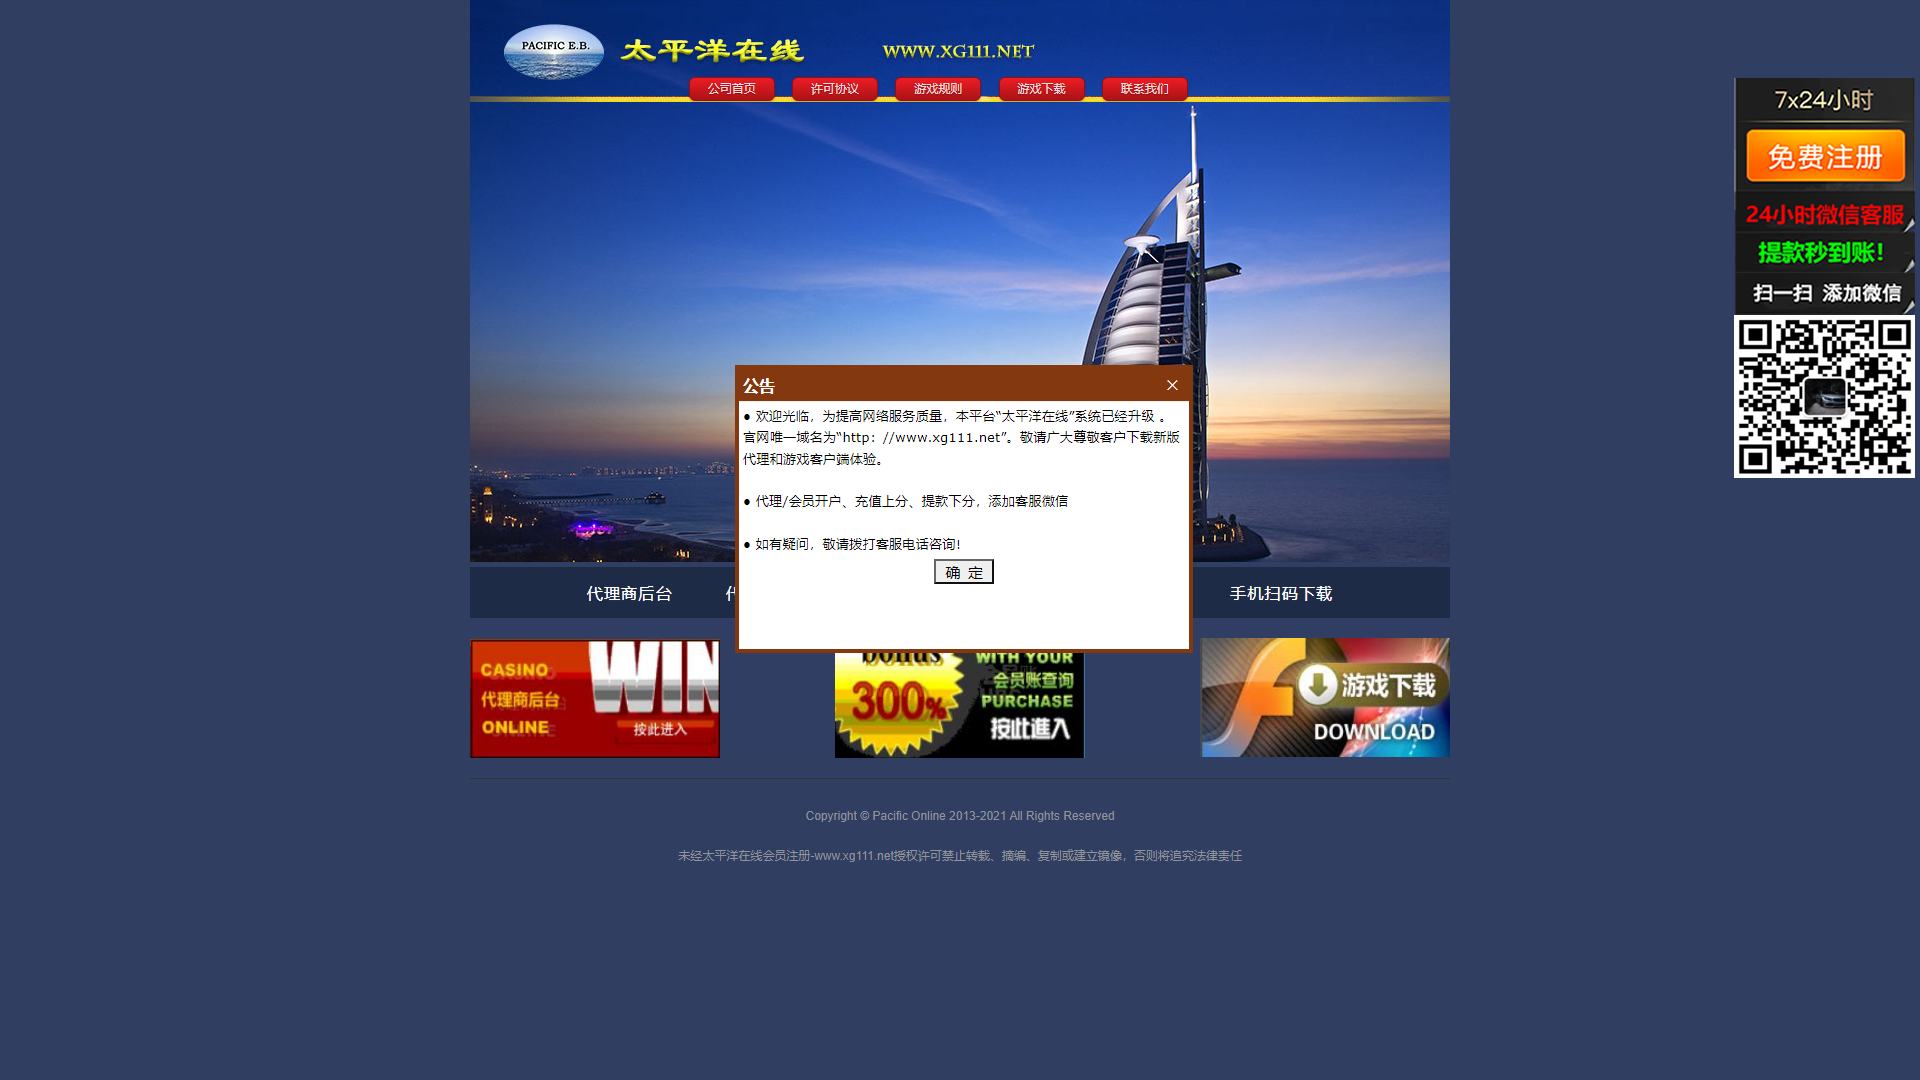 PACIFIC E.B.
太平洋在线
WWW.XG111.NET
公司首页
许可协议
游戏规则
游戏下载
联系我们
7x24小时
免费注册
24小时微信客服
提款秒到账!
扫一扫 添加微信
公告
×
● 欢迎光临，为提高网络服务质量，本平台“太平洋在线”系统已经升级 。
官网唯一域名为“http：//www.xg111.net”。敬请广大尊敬客户下载新版
代理和游戏客户端体验。
● 代理/会员开户、充值上分、提款下分，添加客服微信
● 如有疑问，敬请拨打客服电话咨询!
确 定
代理商后台
手机扫码下载
CASINO
代理商后台
ONLINE
WIN
按此进入
bonus
300%
WITH YOUR
会员账查询
PURCHASE
按此進入
游戏下载
DOWNLOAD
Copyright © Pacific Online 2013-2021 All Rights Reserved
未经太平洋在线会员注册-www.xg111.net授权许可禁止转载、摘编、复制或建立镜像，否则将追究法律责任